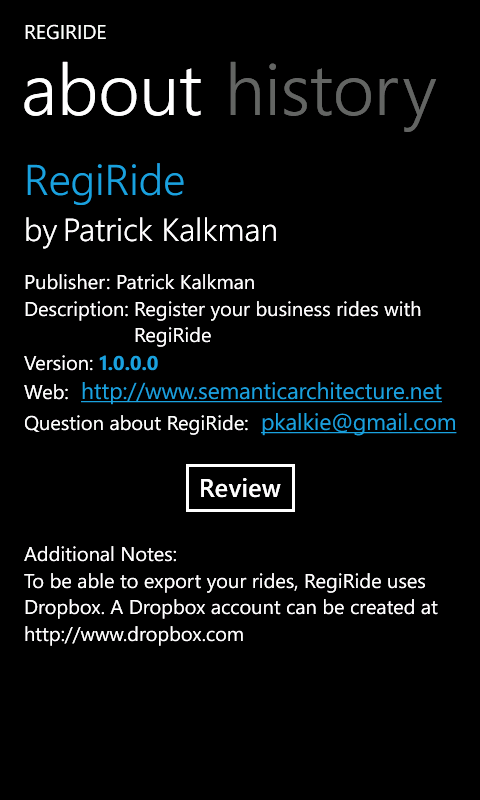 REGIRIDE
about history
RegiRide
by Patrick Kalkman
Publisher: Patrick Kalkman
Description: Register your business rides with
RegiRide
Version: 1.0.0.0
Web: http://www.semanticarchitecture.net
Question about RegiRide: pkalkie@gmail.com
Review
Additional Notes:
To be able to export your rides, RegiRide uses
Dropbox. A Dropbox account can be created at
http://www.dropbox.com